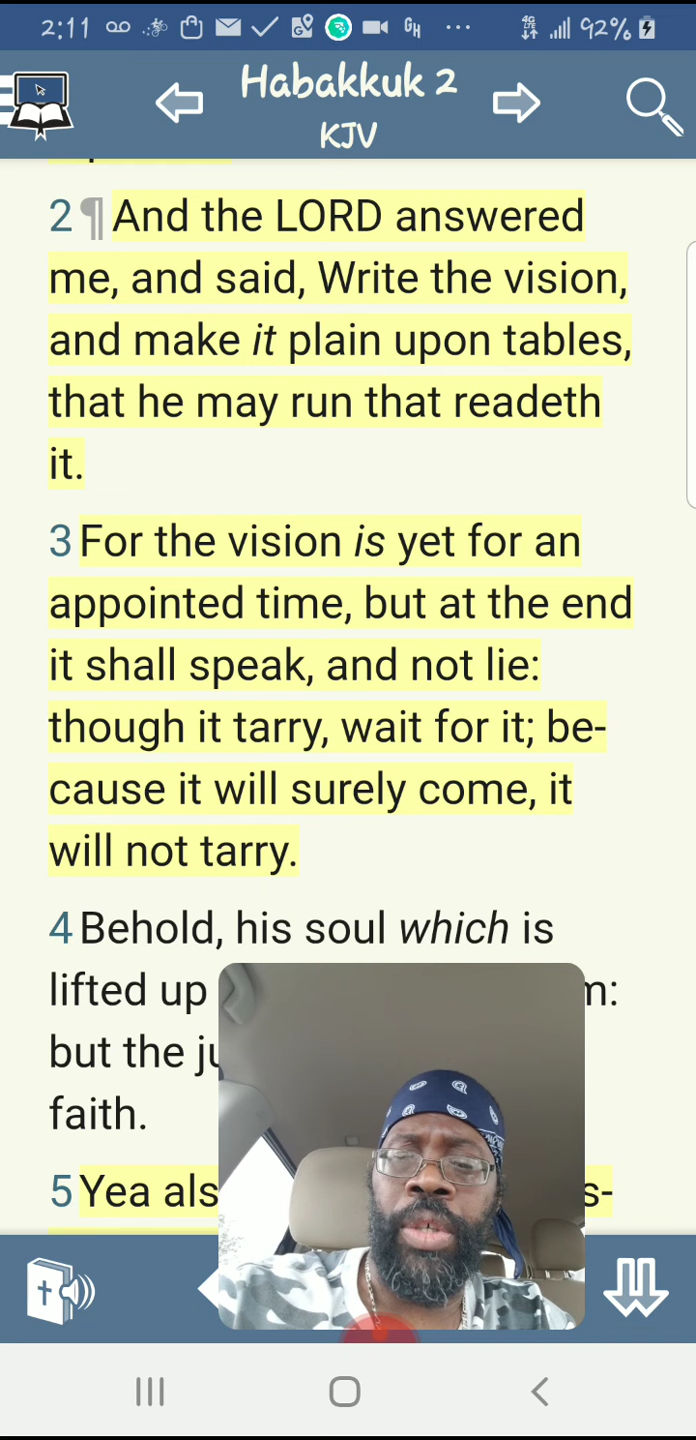 2:11 92%
Habakkuk 2
KJV
2 ¶ And the LORD answered
me, and said, Write the vision,
and make it plain upon tables,
that he may run that readeth
it.
3 For the vision is yet for an
appointed time, but at the end
it shall speak, and not lie:
though it tarry, wait for it; be-
cause it will surely come, it
will not tarry.
4 Behold, his soul which is
lifted up
but the
faith.
5 Yea